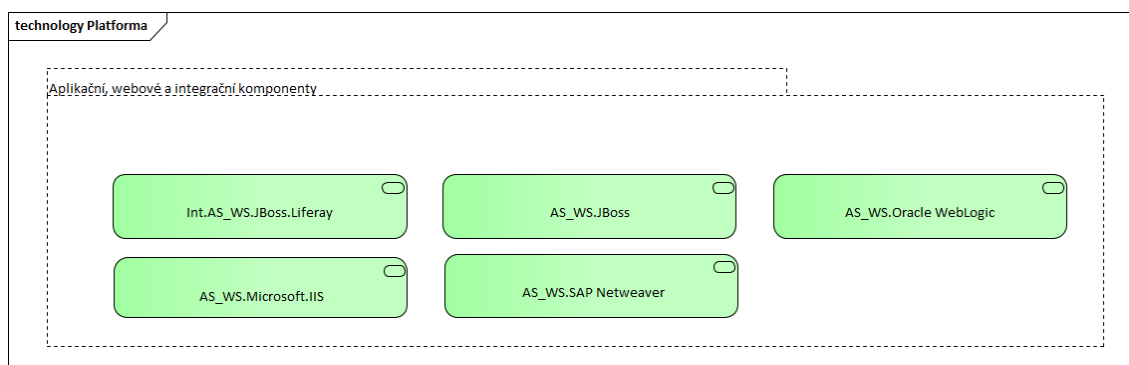 technology Platforma
Aplikační, webové a integrační komponenty
Int.AS_WS.JBoss.Liferay
AS_WS.JBoss
AS_WS.Oracle WebLogic
AS_WS.Microsoft.IIS
AS_WS.SAP Netweaver